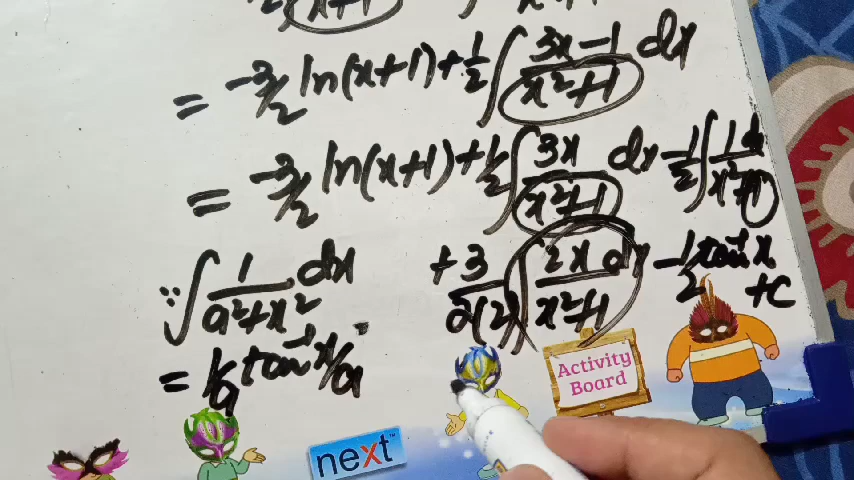 = -3/2 ln(x+1) + 1/2 ∫ 3x-1/x²+1 dx
= -3/2 ln(x+1) + 1/2 ∫ 3x/x²+1 dx - 1/2 ∫ 1 dx/x²+1
∵ ∫ 1/a²+x² dx
+ 3/2(2) ∫ 2x dx/x²+1 - 1/2 tan⁻¹x + C
= 1/a tan⁻¹ x/a
Activity Board
next